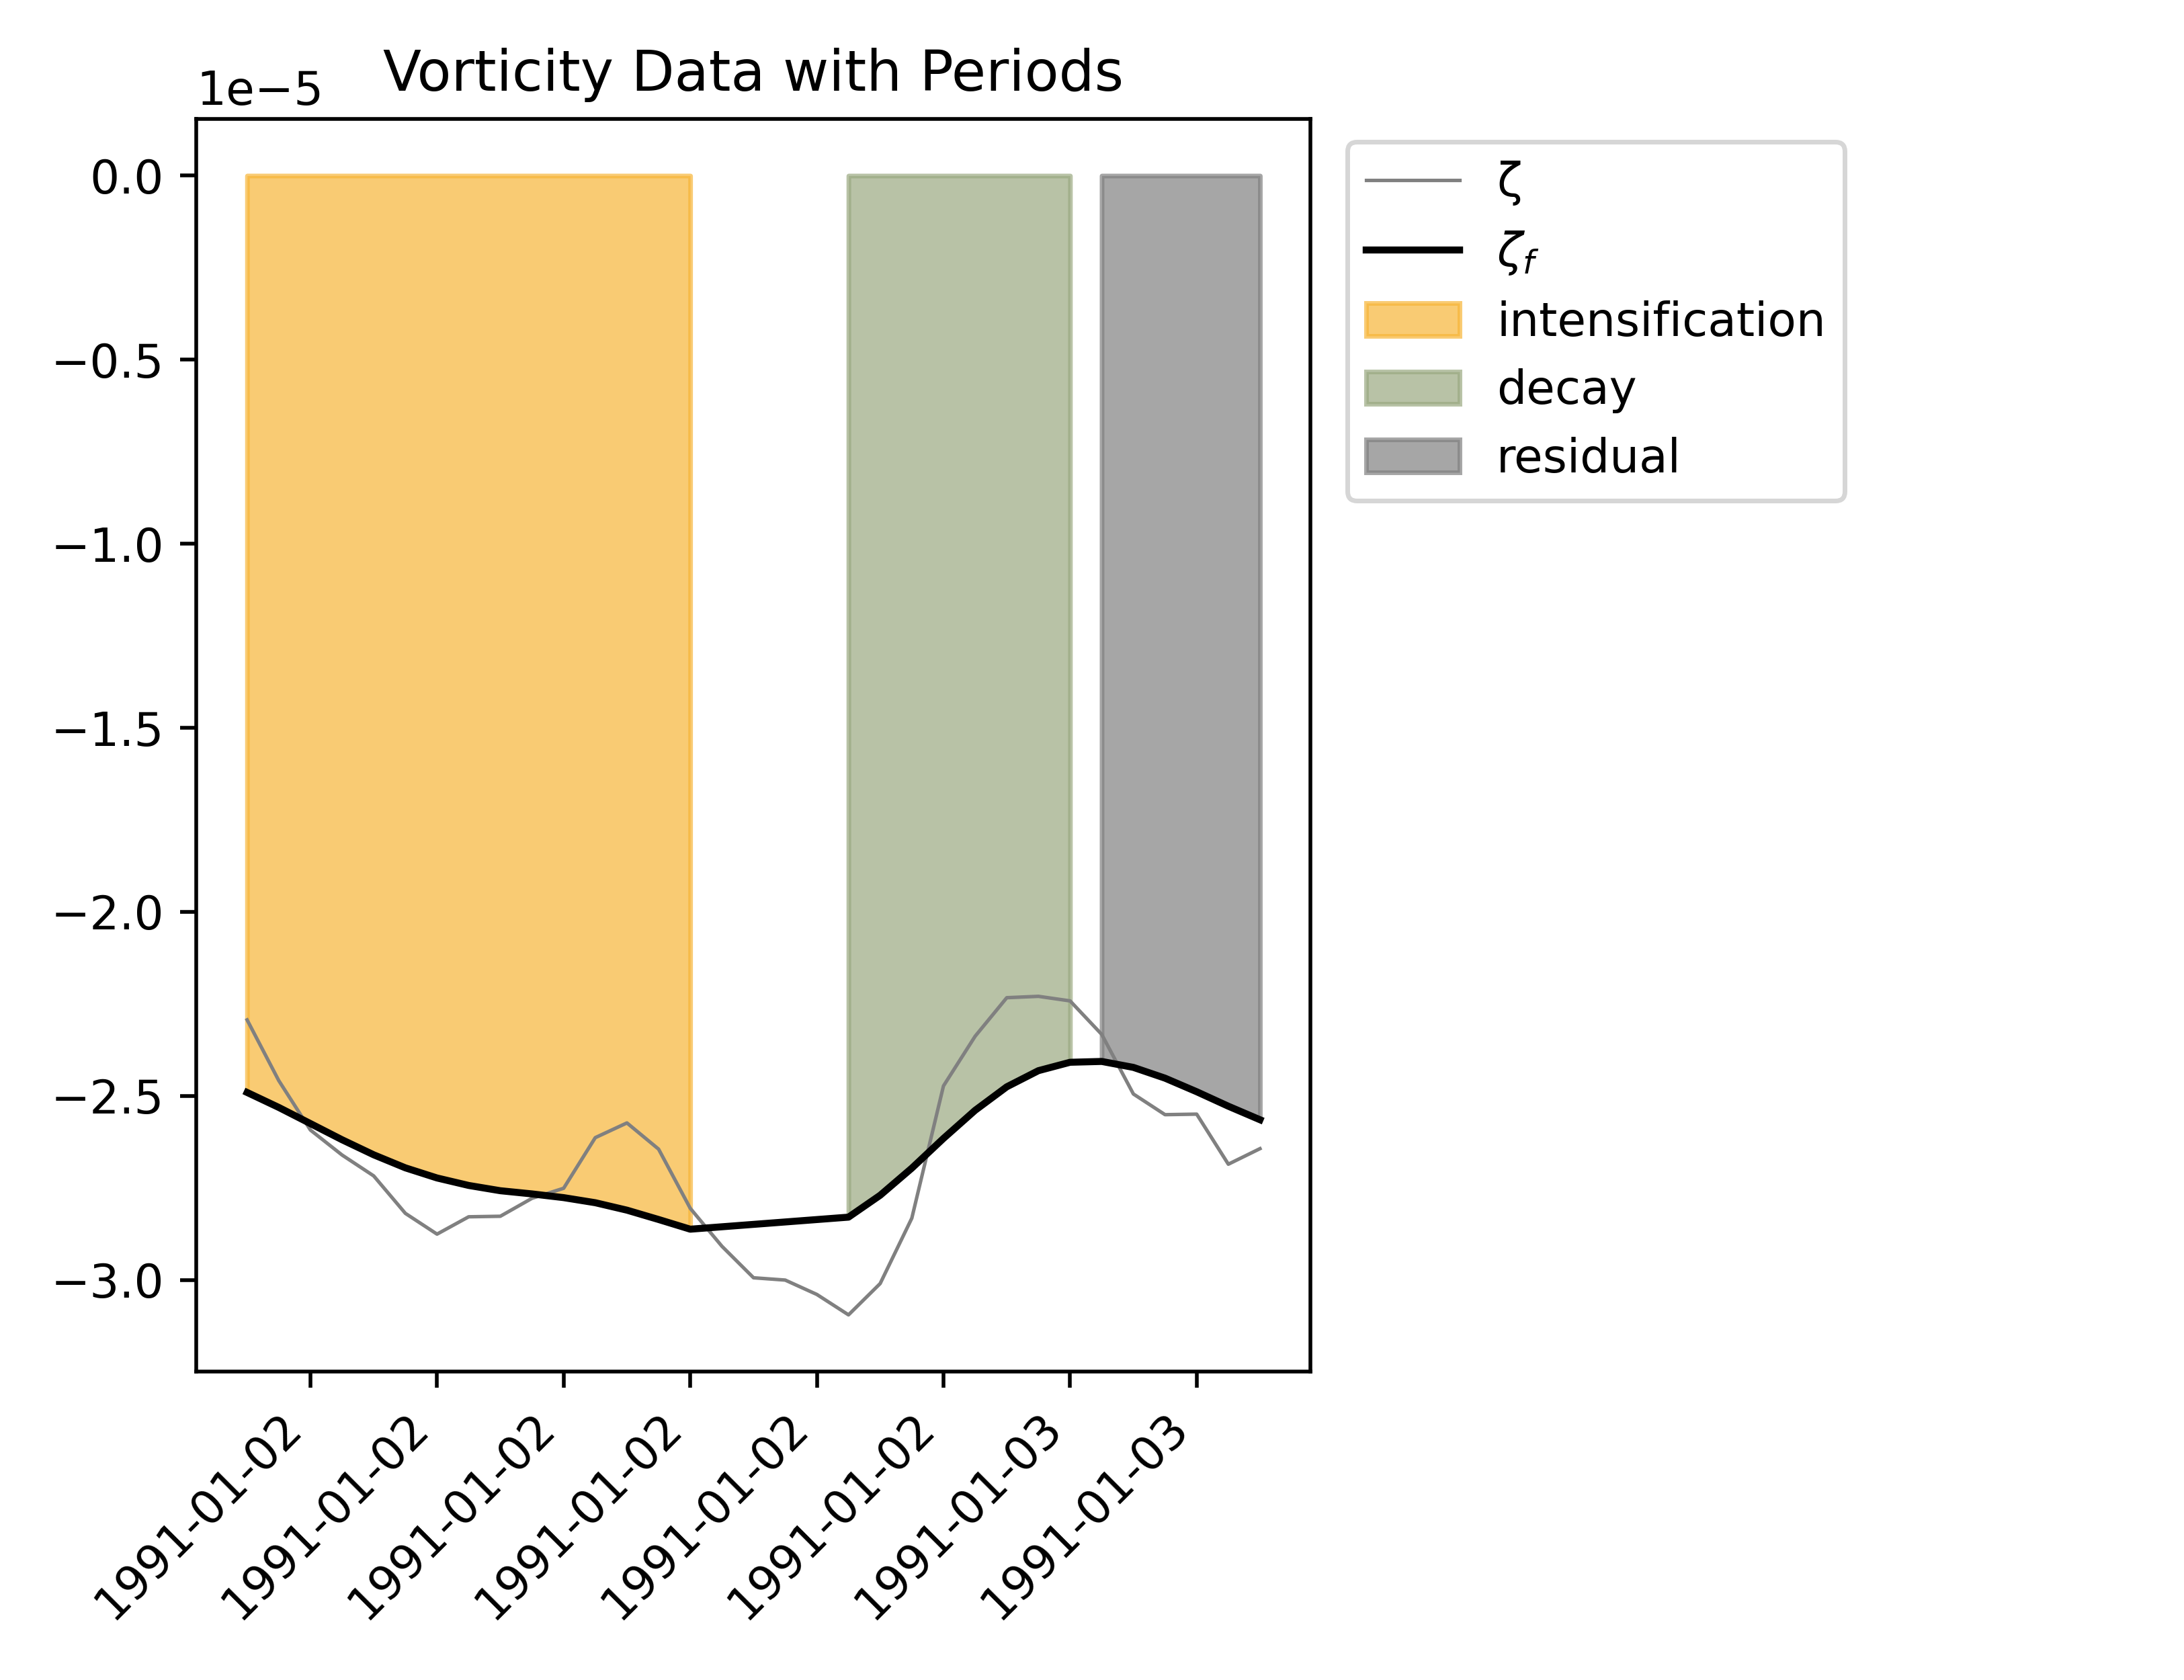 Vorticity Data with Periods
1e−5
0.0
−0.5
−1.0
−1.5
−2.0
−2.5
−3.0
1991-01-02
1991-01-02
1991-01-02
1991-01-02
1991-01-02
1991-01-02
1991-01-03
1991-01-03
ζ
ζf
intensification
decay
residual